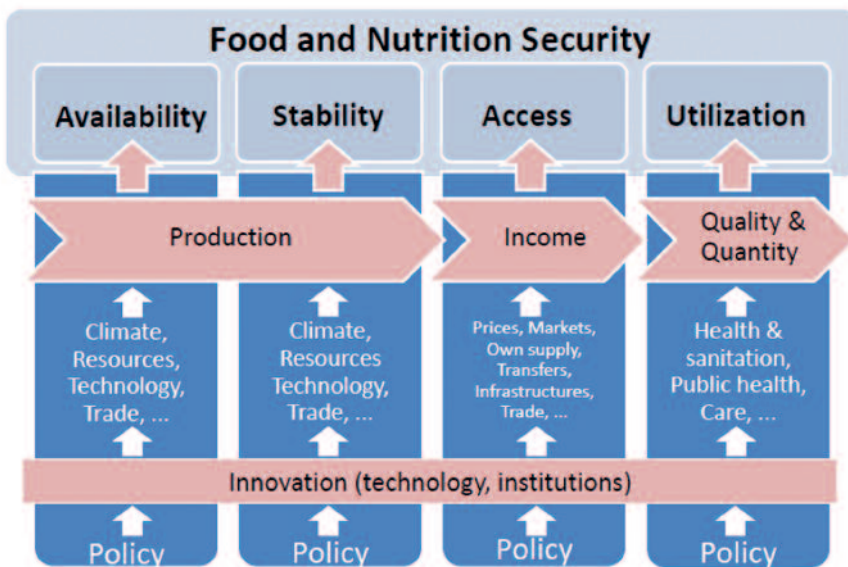 Food and Nutrition Security
Availability
Stability
Access
Utilization
Production
Income
Quality &
Quantity
Climate,
Resources,
Technology,
Trade, ...
Climate,
Resources
Technology,
Trade, ...
Prices, Markets,
Own supply,
Transfers,
Infrastructures,
Trade, ...
Health &
sanitation,
Public health,
Care, ...
Innovation (technology, institutions)
Policy
Policy
Policy
Policy